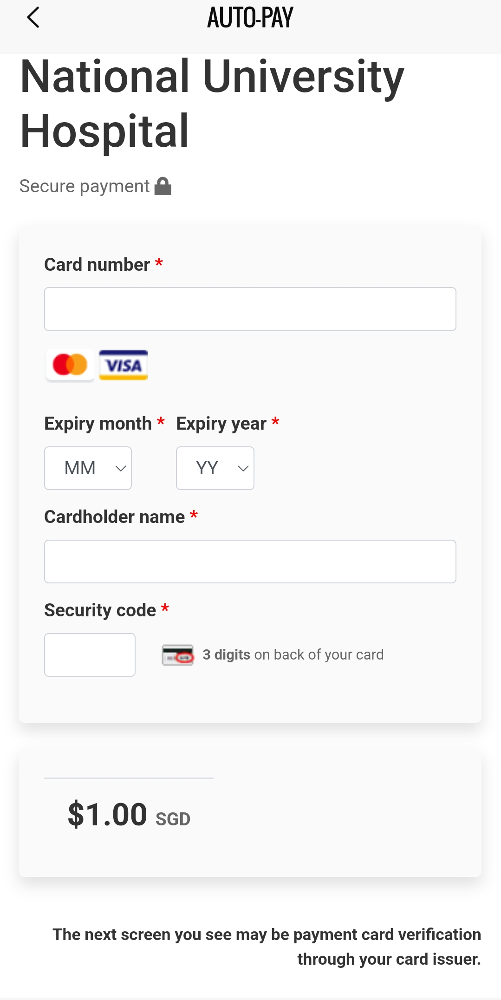 AUTO-PAY
National University
Hospital
Secure payment
Card number *
VISA
Expiry month * Expiry year *
MM YY
Cardholder name *
Security code *
3 digits on back of your card
$1.00 SGD
The next screen you see may be payment card verification
through your card issuer.